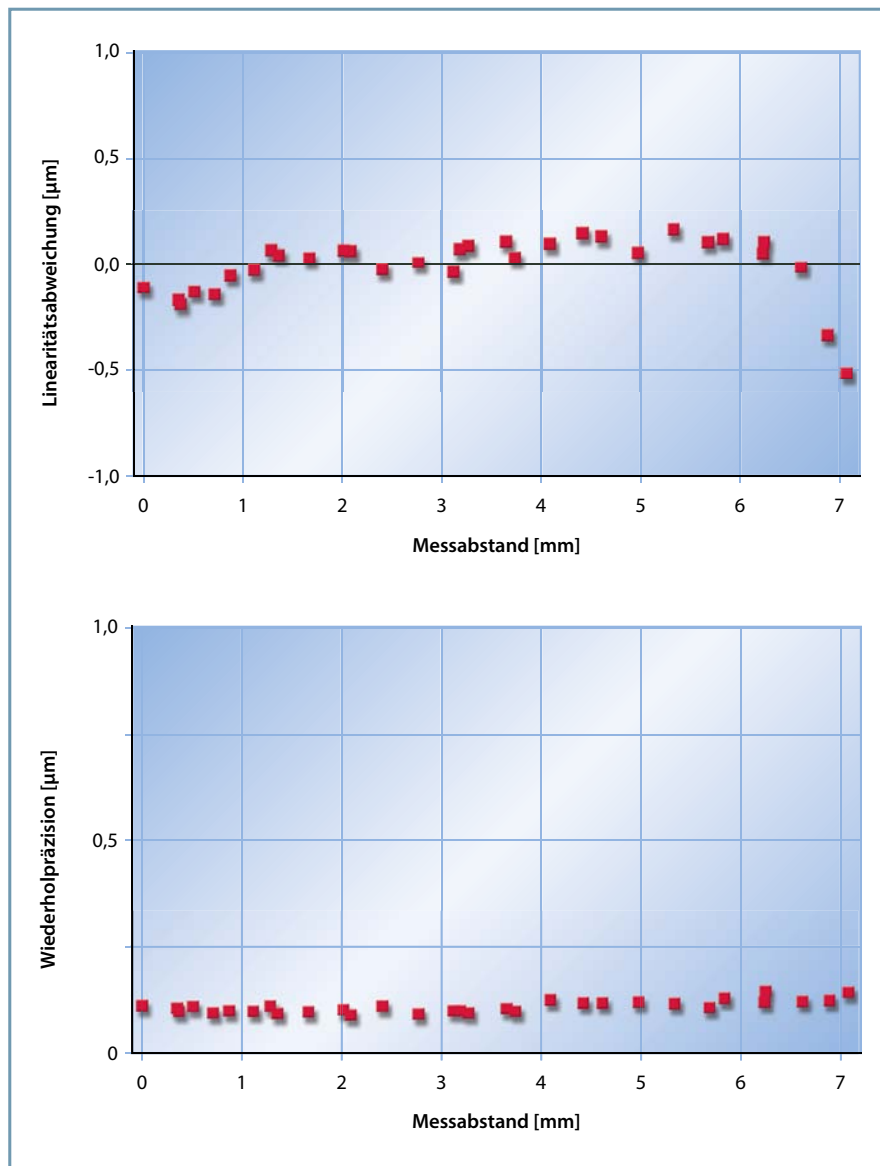 1,0
0,5
0,0
-0,5
-1,0
Linearitätsabweichung [µm]
0 1 2 3 4 5 6 7
Messabstand [mm]
1,0
0,5
0
Wiederholpräzision [µm]
0 1 2 3 4 5 6 7
Messabstand [mm]